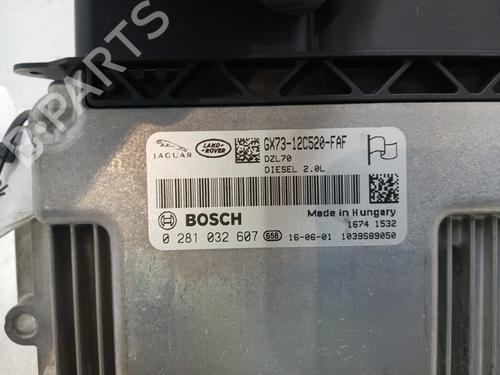 B-PARTS
JAGUAR
LAND-
ROVER
GX73-12C520-FAF
DZL70
DIESEL 2.0L
BOSCH
Made in Hungary
1674 1532
0 281 032 607 658 16-06-01 1039S89050